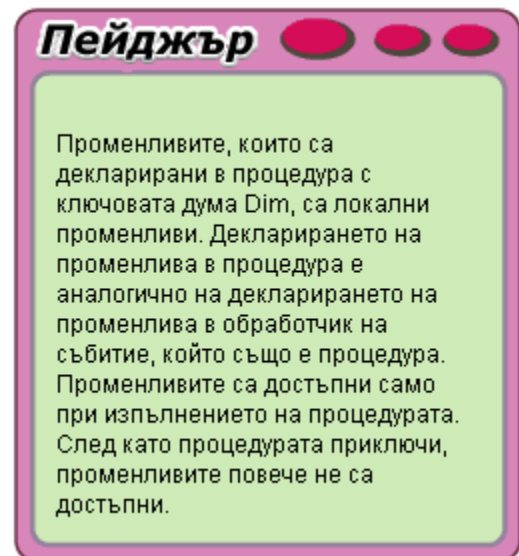 Пейджър
Променливите, които са
декларирани в процедура с
ключовата дума Dim, са локални
променливи. Декларирането на
променлива в процедура е
аналогично на декларирането на
променлива в обработчик на
събитие, който също е процедура.
Променливите са достъпни само
при изпълнението на процедурата.
След като процедурата приключи,
променливите повече не са
достъпни.